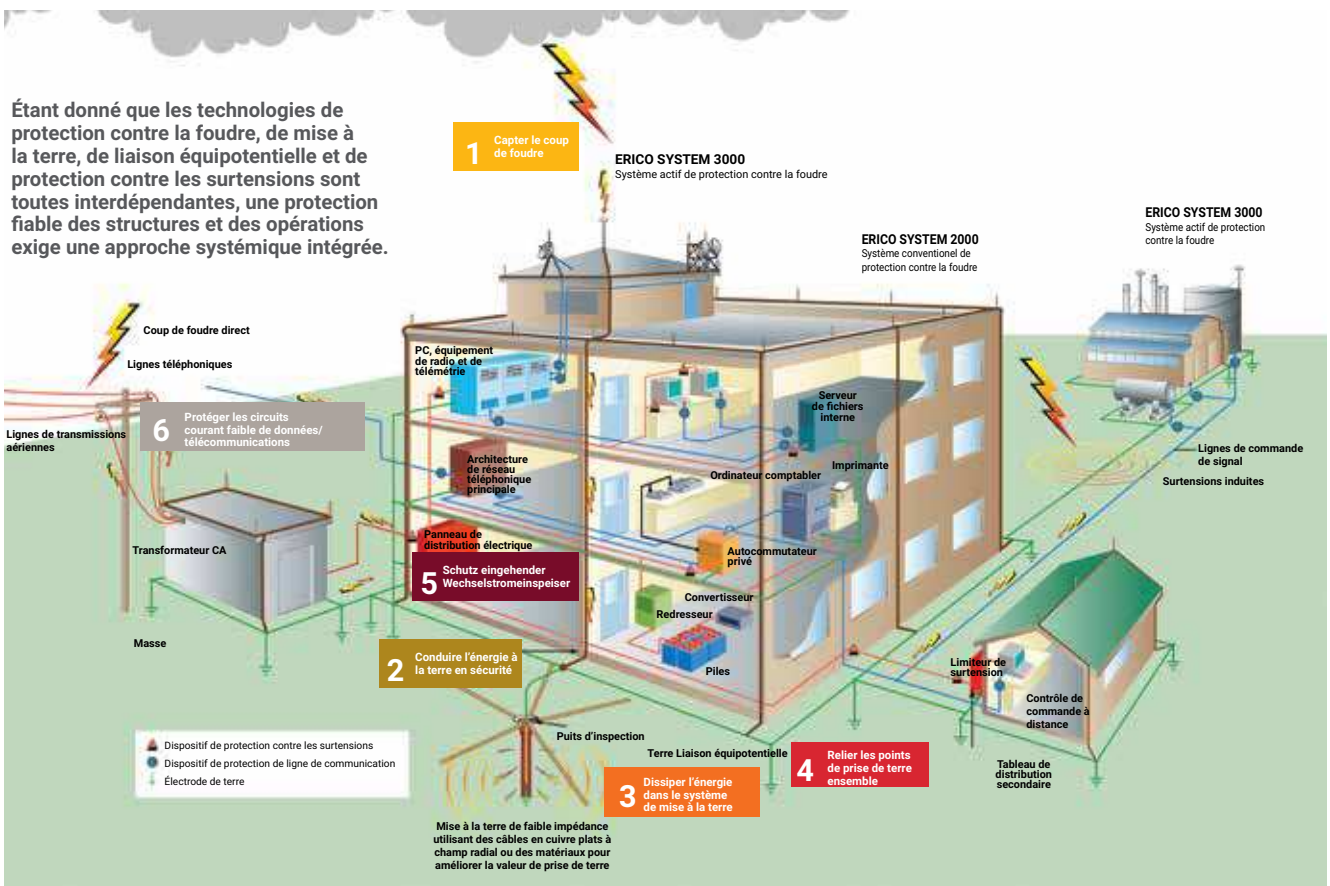 Étant donné que les technologies de
protection contre la foudre, de mise à
la terre, de liaison équipotentielle et de
protection contre les surtensions sont
toutes interdépendantes, une protection
fiable des structures et des opérations
exige une approche systémique intégrée.
1 Capter le coup
de foudre
ERICO SYSTEM 3000
Système actif de protection contre la foudre
ERICO SYSTEM 2000
Système conventionel de
protection contre la foudre
ERICO SYSTEM 3000
Système actif de protection
contre la foudre
Coup de foudre direct
Lignes téléphoniques
6 Protéger les circuits
courant faible de données/
télécommunications
Lignes de transmissions
aériennes
PC, équipement
de radio et de
télémétrie
Serveur
de fichiers
interne
Architecture
de réseau
téléphonique
principale
Ordinateur comptabler
Imprimante
Lignes de commande
de signal
Surtensions induites
Transformateur CA
Panneau de
distribution électrique
5 Schutz eingehender
Wechselstromeinspeiser
Autocommutateur
privé
Convertisseur
Redresseur
Piles
Masse
2 Conduire l'énergie à
la terre en sécurité
Limiteur de
surtension
Contrôle de
commande à
distance
Puits d'inspection
Terre Liaison équipotentielle
4 Relier les points
de prise de terre
ensemble
Tableau de
distribution
secondaire
3 Dissiper l'énergie
dans le système
de mise à la terre
Dispositif de protection contre les surtensions
Dispositif de protection de ligne de communication
Électrode de terre
Mise à la terre de faible impédance
utilisant des câbles en cuivre plats à
champ radial ou des matériaux pour
améliorer la valeur de prise de terre